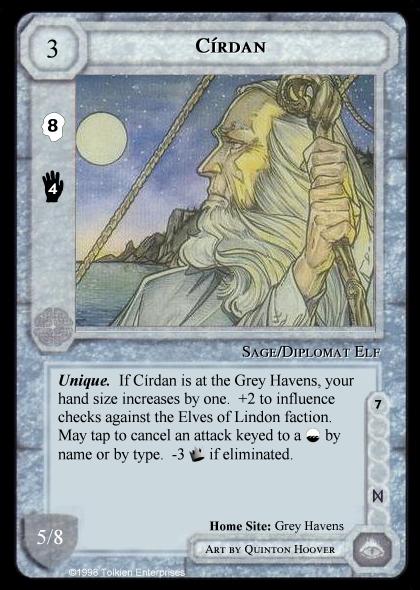 3
CÍRDAN
8
4
SAGE/DIPLOMAT ELF
Unique. If Círdan is at the Grey Havens, your
hand size increases by one. +2 to influence
checks against the Elves of Lindon faction.
May tap to cancel an attack keyed to a by
name or by type. -3 if eliminated.
7
ᛞ
Home Site: Grey Havens
5/8
ART BY QUINTON HOOVER
©1998 Tolkien Enterprises